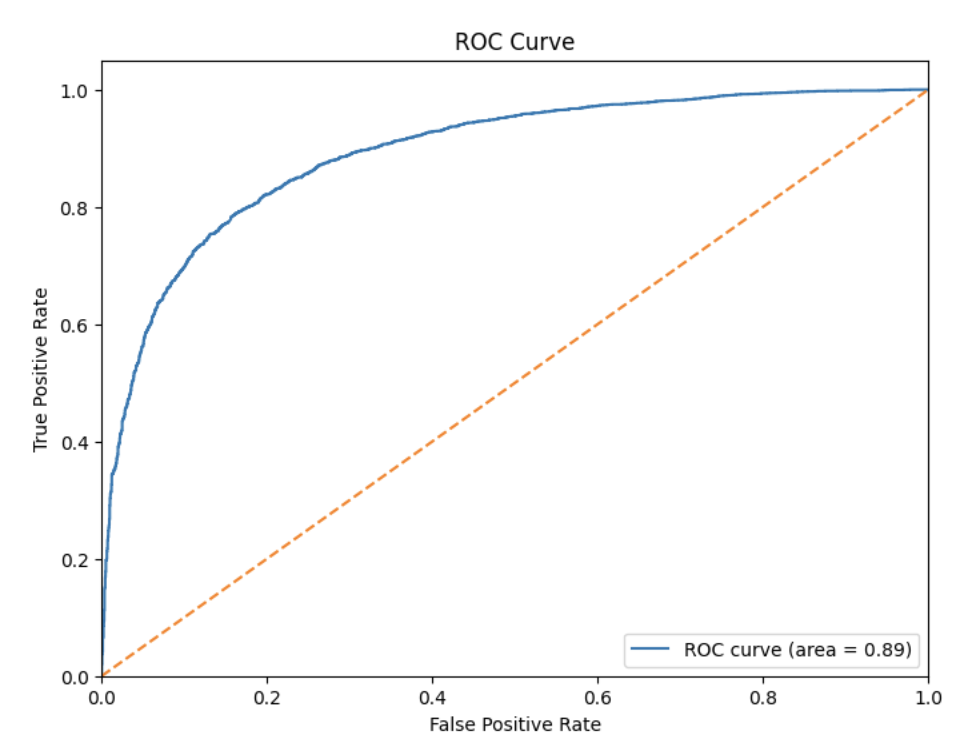 ROC Curve
1.0
0.8
0.6
0.4
0.2
0.0
True Positive Rate
0.0 0.2 0.4 0.6 0.8 1.0
False Positive Rate
ROC curve (area = 0.89)